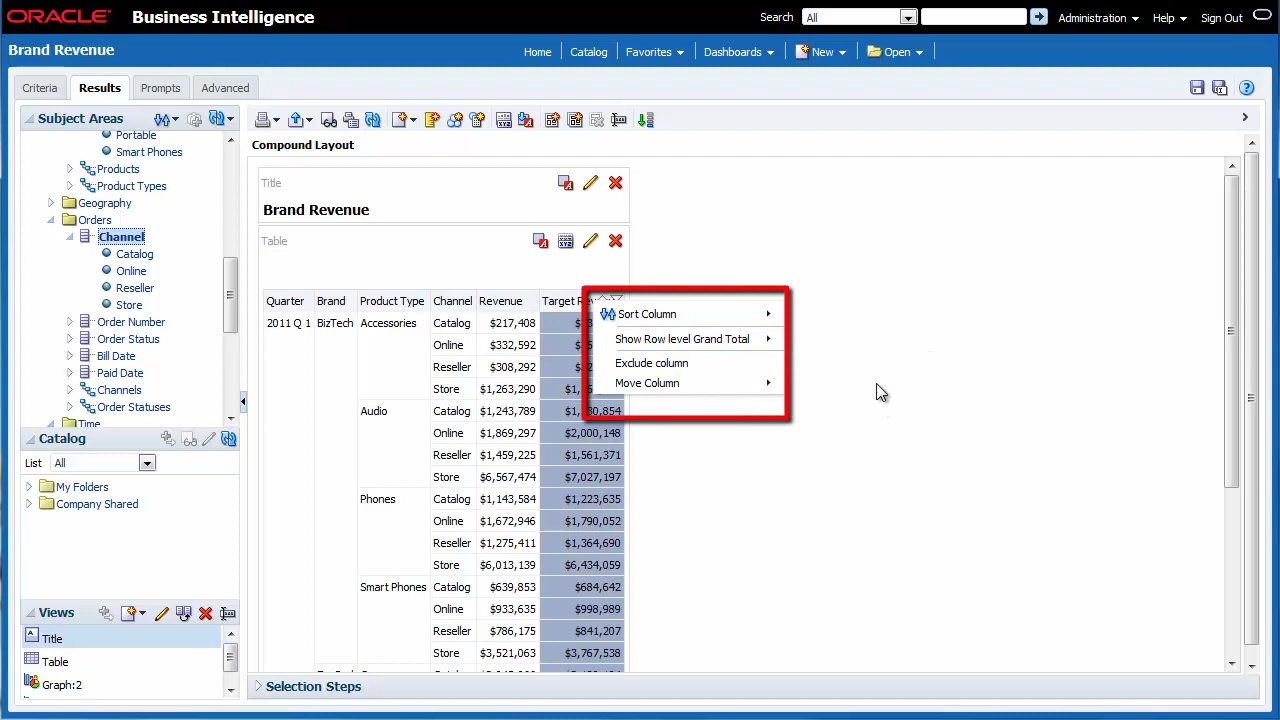 ORACLE Business Intelligence
Search All Administration Help Sign Out
Brand Revenue
Home Catalog Favorites Dashboards New Open
Criteria Results Prompts Advanced
Subject Areas
Portable
Smart Phones
Products
Product Types
Geography
Orders
Channel
Catalog
Online
Reseller
Store
Order Number
Order Status
Bill Date
Paid Date
Channels
Order Statuses
Time
Catalog
List All
My Folders
Company Shared
Views
Title
Table
Graph:2
Compound Layout
Title
Brand Revenue
Table
Quarter Brand Product Type Channel Revenue Target
2011 Q 1 BizTech Accessories Catalog $217,408
Online $332,592
Reseller $308,292
Store $1,263,290
Audio Catalog $1,243,789
Online $1,869,297 $2,000,148
Reseller $1,459,225 $1,561,371
Store $6,567,474 $7,027,197
Phones Catalog $1,143,584 $1,223,635
Online $1,672,946 $1,790,052
Reseller $1,275,411 $1,364,690
Store $6,013,139 $6,434,059
Smart Phones Catalog $639,853 $684,642
Online $933,635 $998,989
Reseller $786,175 $841,207
Store $3,521,063 $3,767,538
Sort Column
Show Row level Grand Total
Exclude column
Move Column
Selection Steps